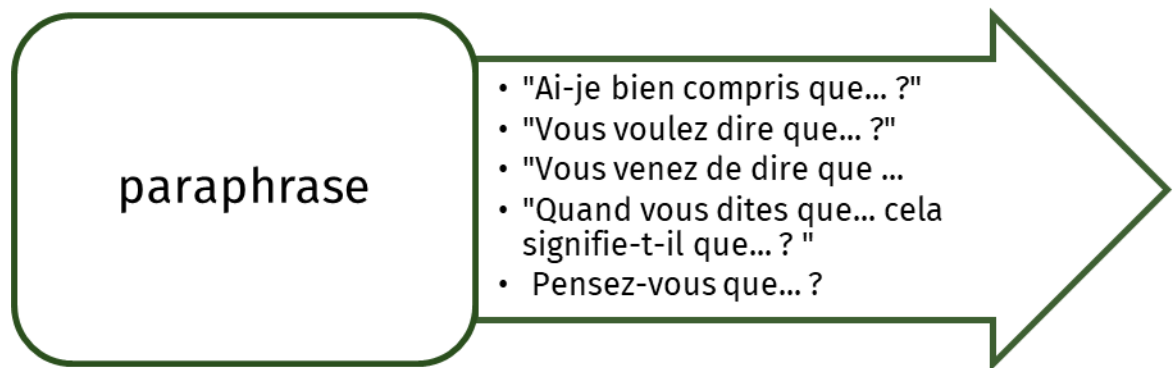 paraphrase
• "Ai-je bien compris que... ?"
• "Vous voulez dire que... ?"
• "Vous venez de dire que ...
• "Quand vous dites que... cela
signifie-t-il que... ? "
• Pensez-vous que... ?